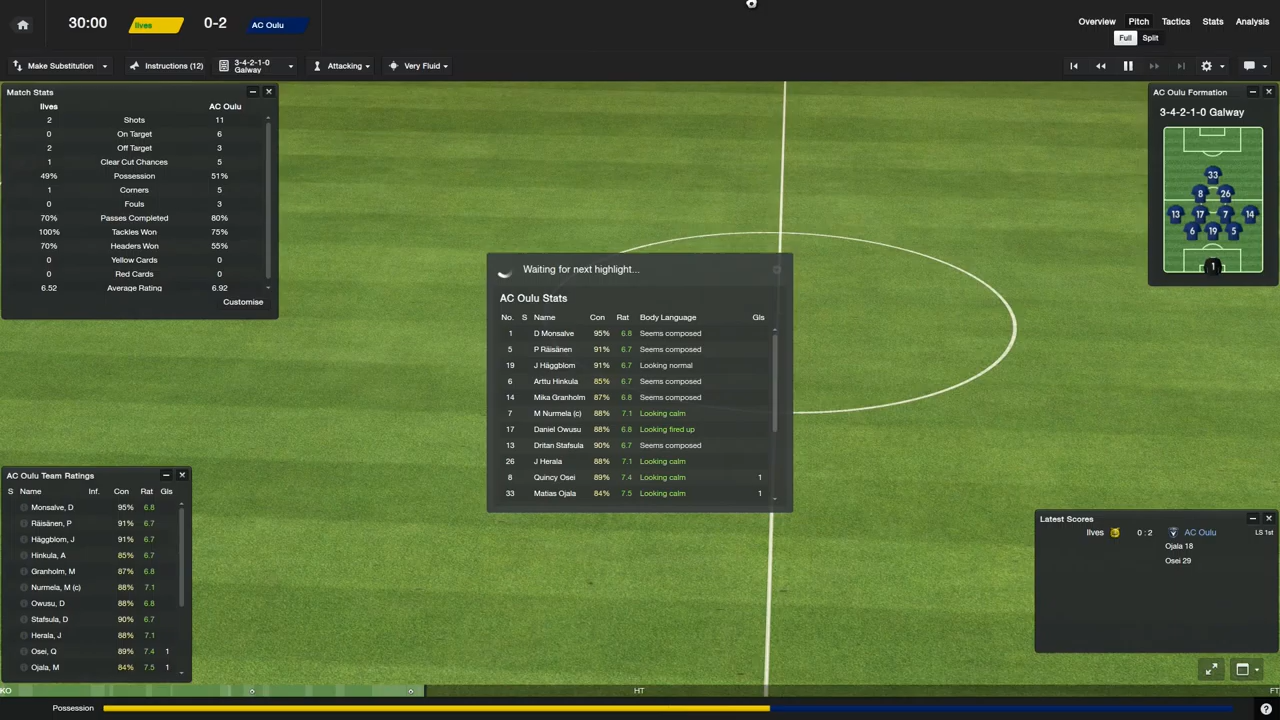 30:00 Ilves 0-2 AC Oulu
Overview Pitch Tactics Stats Analysis
Full Split
Make Substitution Instructions (12) 3-4-2-1-0 Galway Attacking Very Fluid
Match Stats
Ilves AC Oulu
2 Shots 11
0 On Target 6
2 Off Target 3
1 Clear Cut Chances 5
49% Possession 51%
1 Corners 5
0 Fouls 3
70% Passes Completed 80%
100% Tackles Won 75%
70% Headers Won 55%
0 Yellow Cards 0
0 Red Cards 0
6.52 Average Rating 6.92
Customise
AC Oulu Formation
3-4-2-1-0 Galway
33
8 26
13 17 7 14
6 19 5
1
Waiting for next highlight...
AC Oulu Stats
No. S Name Con Rat Body Language Gls
1 D Monsalve 95% 6.8 Seems composed
5 P Räisänen 91% 6.7 Seems composed
19 J Häggblom 91% 6.7 Looking normal
6 Arttu Hinkula 85% 6.7 Seems composed
14 Mika Granholm 87% 6.8 Seems composed
7 M Nurmela (c) 88% 7.1 Looking calm
17 Daniel Owusu 88% 6.8 Looking fired up
13 Dritan Stafsula 90% 6.7 Seems composed
26 J Herala 88% 7.1 Looking calm
8 Quincy Osei 89% 7.4 Looking calm 1
33 Matias Ojala 84% 7.5 Looking calm 1
AC Oulu Team Ratings
S Name Inf. Con Rat Gls
Monsalve, D 95% 6.8
Räisänen, P 91% 6.7
Häggblom, J 91% 6.7
Hinkula, A 85% 6.7
Granholm, M 87% 6.8
Nurmela, M (c) 88% 7.1
Owusu, D 88% 6.8
Stafsula, D 90% 6.7
Herala, J 88% 7.1
Osei, Q 89% 7.4 1
Ojala, M 84% 7.5 1
Latest Scores
Ilves 0 : 2 AC Oulu LS 1st
Ojala 18
Osei 29
KO HT FT
Possession